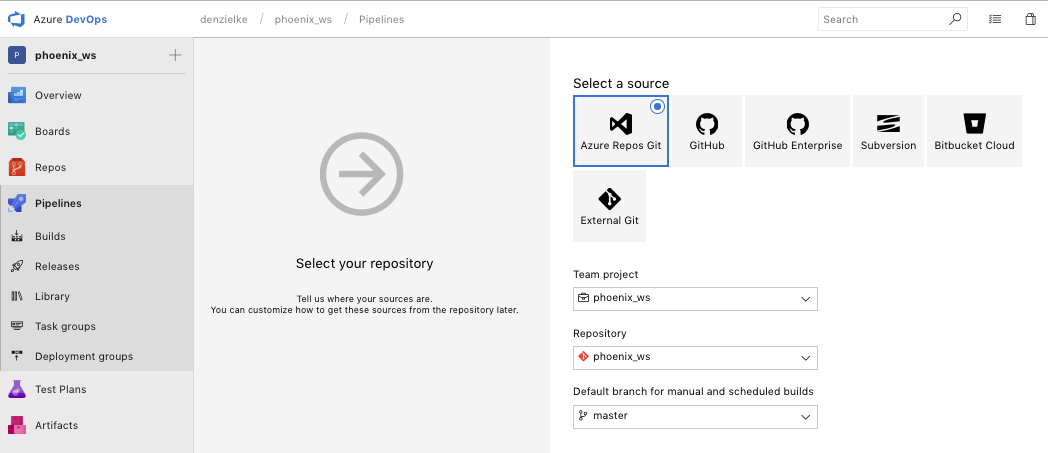 Azure DevOps
denzielke / phoenix_ws / Pipelines
Search
P phoenix_ws
Overview
Boards
Repos
Pipelines
Builds
Releases
Library
Task groups
Deployment groups
Test Plans
Artifacts
Select your repository
Tell us where your sources are.
You can customize how to get these sources from the repository later.
Select a source
Azure Repos Git
GitHub
GitHub Enterprise
Subversion
Bitbucket Cloud
External Git
Team project
phoenix_ws
Repository
phoenix_ws
Default branch for manual and scheduled builds
master